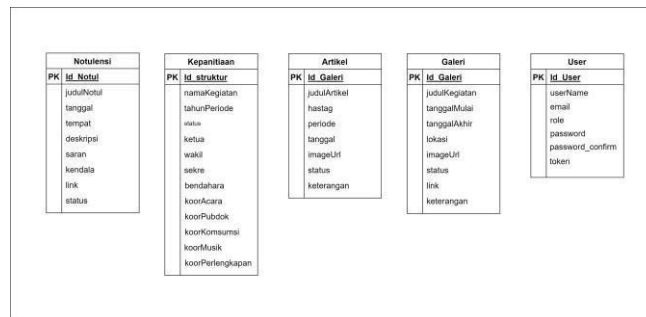 Notulensi
PK Id_Notul
judulNotul
tanggal
tempat
deskripsi
saran
kendala
link
status
Kepanitiaan
PK Id_struktur
namaKegiatan
tahunPeriode
status
ketua
wakil
sekre
bendahara
koorAcara
koorPubdok
koorKomsumsi
koorMusik
koorPerlengkapan
Artikel
PK Id_Galeri
judulArtikel
hastag
periode
tanggal
imageUrl
status
keterangan
Galeri
PK Id_Galeri
judulKegiatan
tanggalMulai
tanggalAkhir
lokasi
imageUrl
status
link
keterangan
User
PK Id_User
userName
email
role
password
password_confirm
token